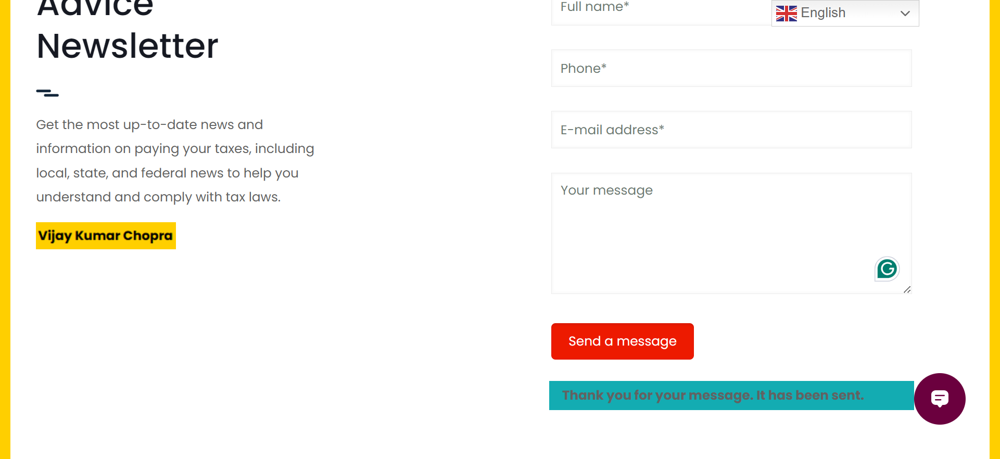 Advice
Newsletter
Get the most up-to-date news and
information on paying your taxes, including
local, state, and federal news to help you
understand and comply with tax laws.
Vijay Kumar Chopra
Full name*
English
Phone*
E-mail address*
Your message
Send a message
Thank you for your message. It has been sent.